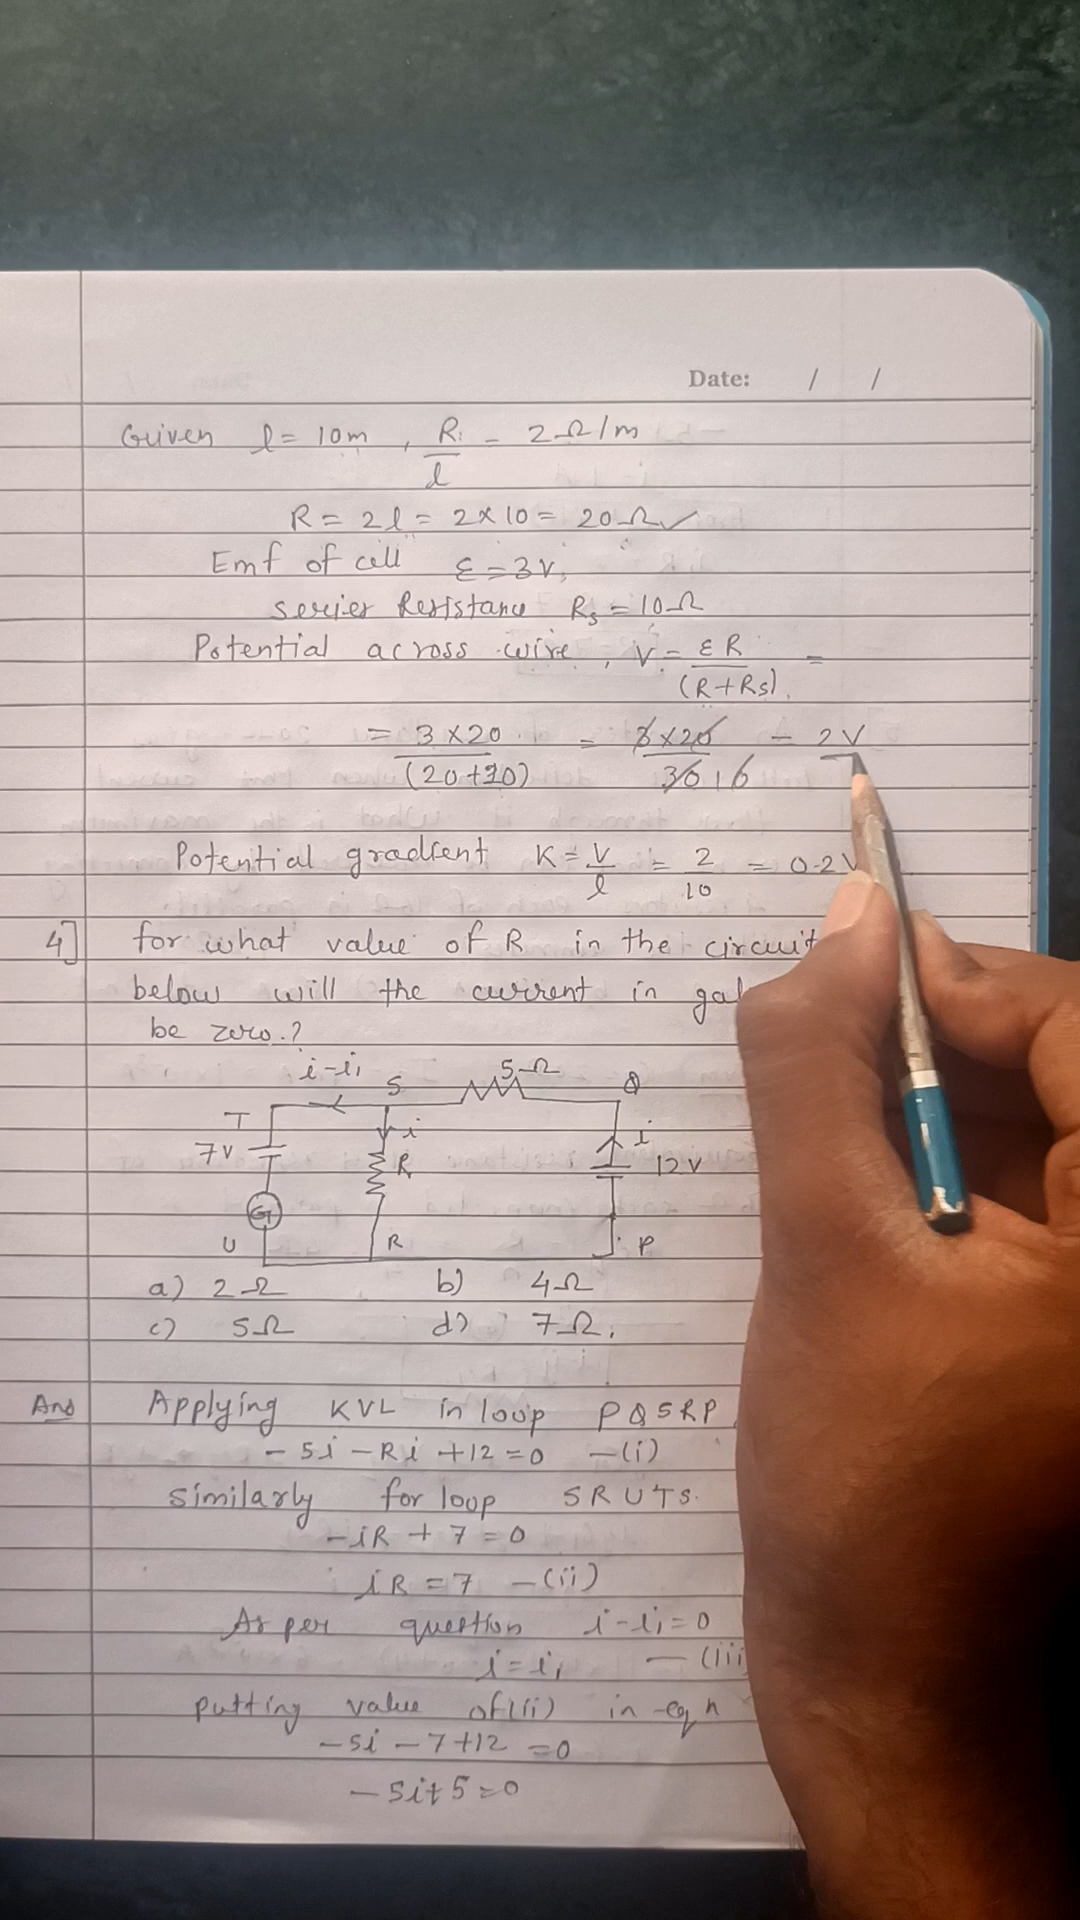 Date: / /
Given l = 10m , R/l = 2Ω/m
R = 2l = 2×10 = 20Ω ✓
Emf of cell ε = 3V,
series Resistance Rs = 10Ω
Potential across wire, V = εR/(R+Rs) =
= 3×20/(20+10) = 3×20/30 10 = 2V
Potential gradient K = V/l = 2/10 = 0.2V
4] for what value of R in the circuit
below will the current in gal
be zero.?
i-i₁ S 5Ω Q
T i i
7V R 12V
G
U R P
a) 2Ω b) 4Ω
c) 5Ω d) 7Ω.
Ans Applying KVL in loop PQSRP
-5i - Ri + 12 = 0 —(i)
similarly for loop SRUTS.
-iR + 7 = 0
iR = 7 —(ii)
As per question i-i₁ = 0
i = i₁ —(iii
putting value of (ii) in eqn
-5i - 7 + 12 = 0
-5i + 5 = 0